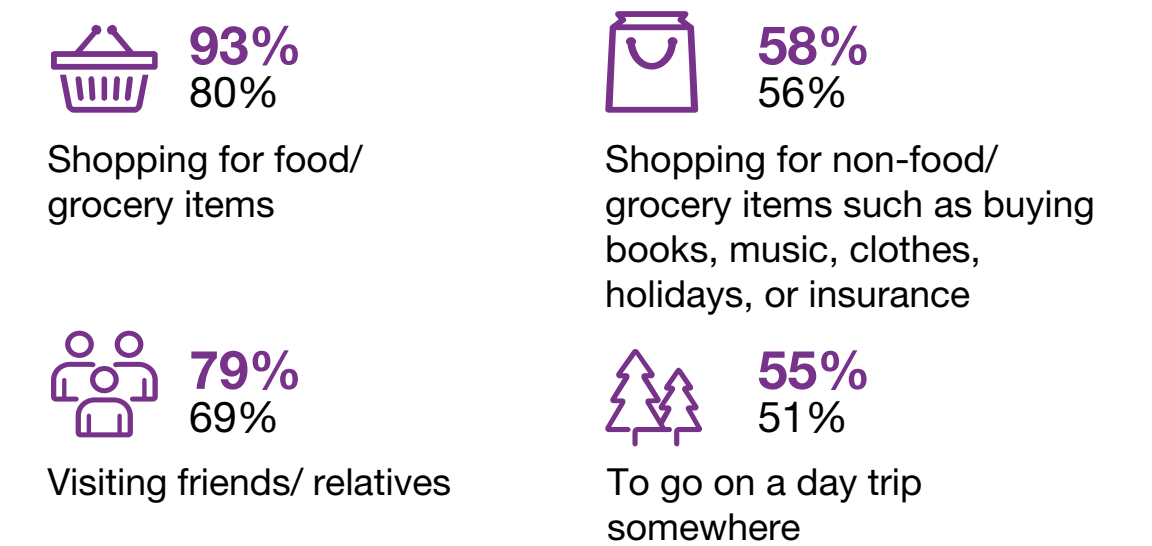 93%
80%
Shopping for food/
grocery items
58%
56%
Shopping for non-food/
grocery items such as buying
books, music, clothes,
holidays, or insurance
79%
69%
Visiting friends/ relatives
55%
51%
To go on a day trip
somewhere